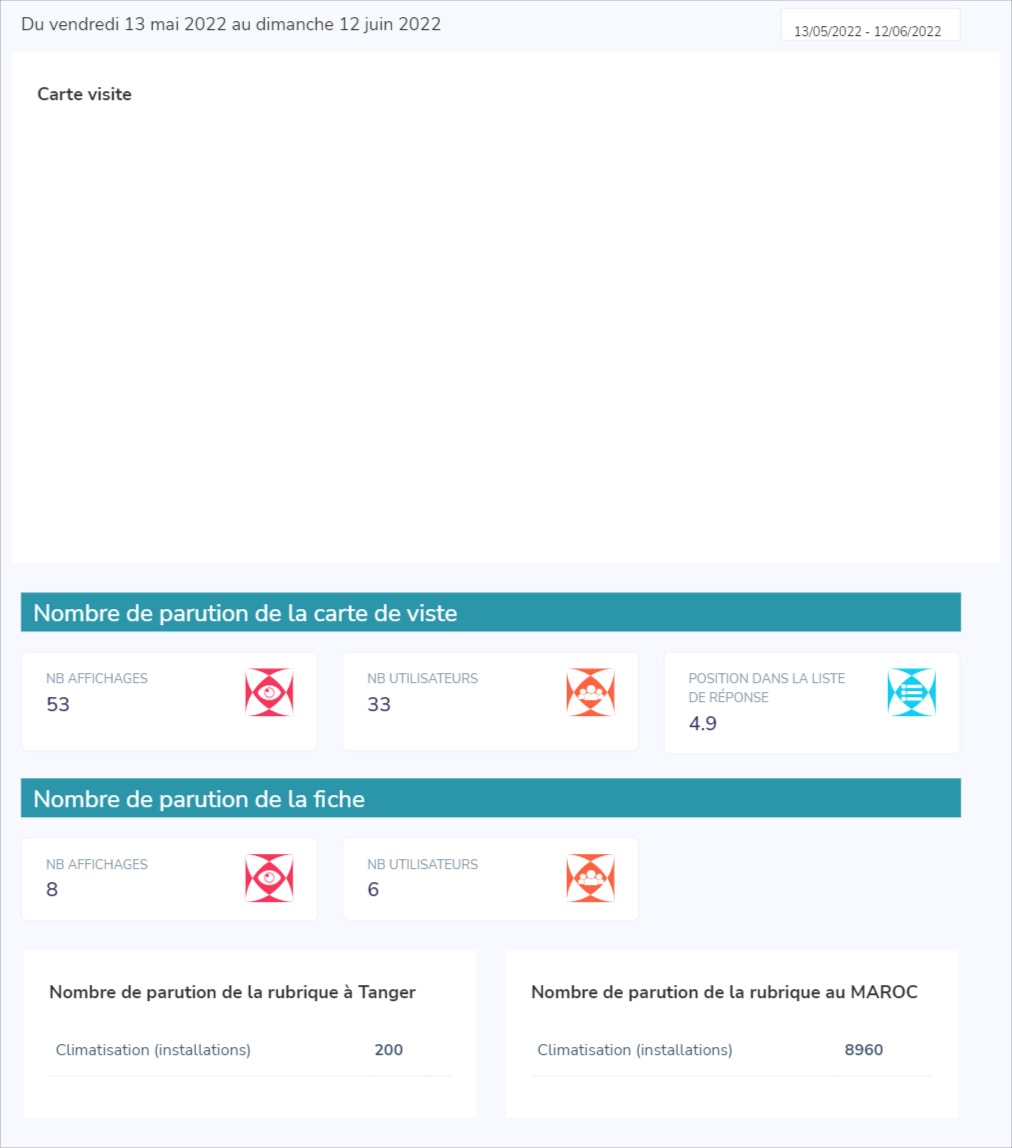 Du vendredi 13 mai 2022 au dimanche 12 juin 2022
13/05/2022 - 12/06/2022
Carte visite
Nombre de parution de la carte de viste
NB AFFICHAGES
53
NB UTILISATEURS
33
POSITION DANS LA LISTE
DE RÉPONSE
4.9
Nombre de parution de la fiche
NB AFFICHAGES
8
NB UTILISATEURS
6
Nombre de parution de la rubrique à Tanger
Climatisation (installations) 200
Nombre de parution de la rubrique au MAROC
Climatisation (installations) 8960